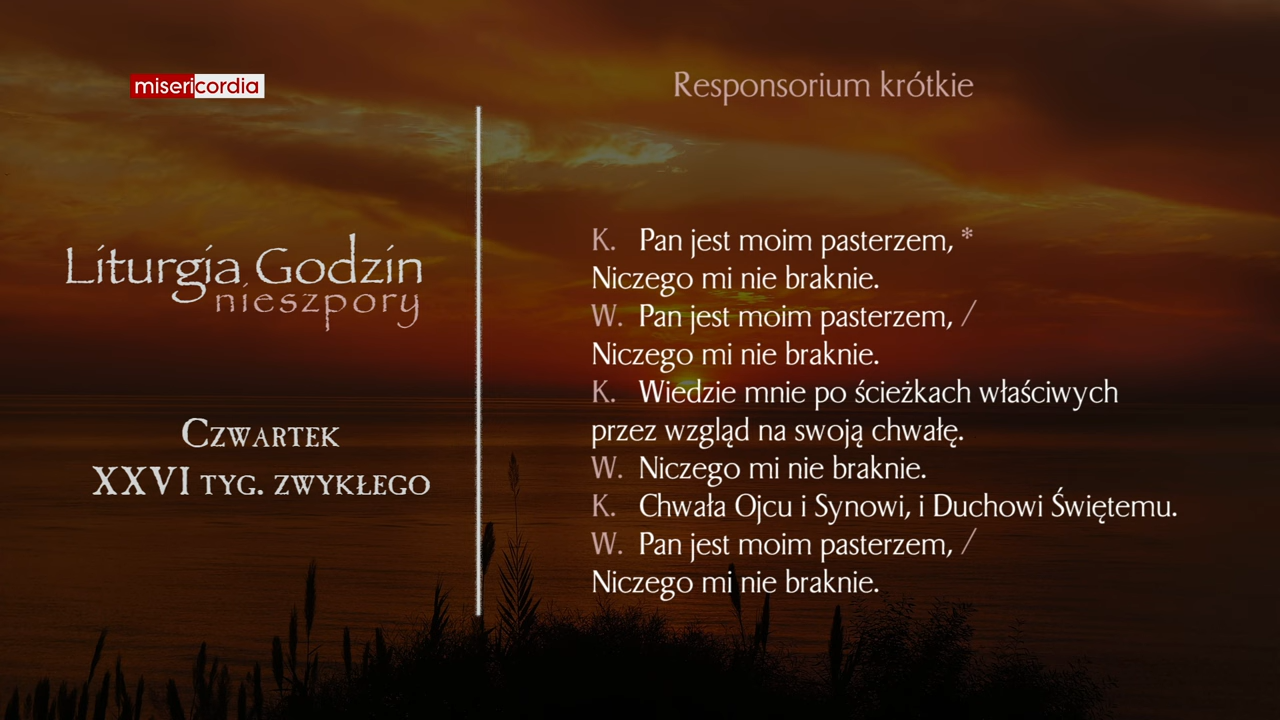 misericordia
Liturgia Godzin
nieszpory
Czwartek
XXVI tyg. zwykłego
Responsorium krótkie
K. Pan jest moim pasterzem, *
Niczego mi nie braknie.
W. Pan jest moim pasterzem, /
Niczego mi nie braknie.
K. Wiedzie mnie po ścieżkach właściwych
przez wzgląd na swoją chwałę.
W. Niczego mi nie braknie.
K. Chwała Ojcu i Synowi, i Duchowi Świętemu.
W. Pan jest moim pasterzem, /
Niczego mi nie braknie.